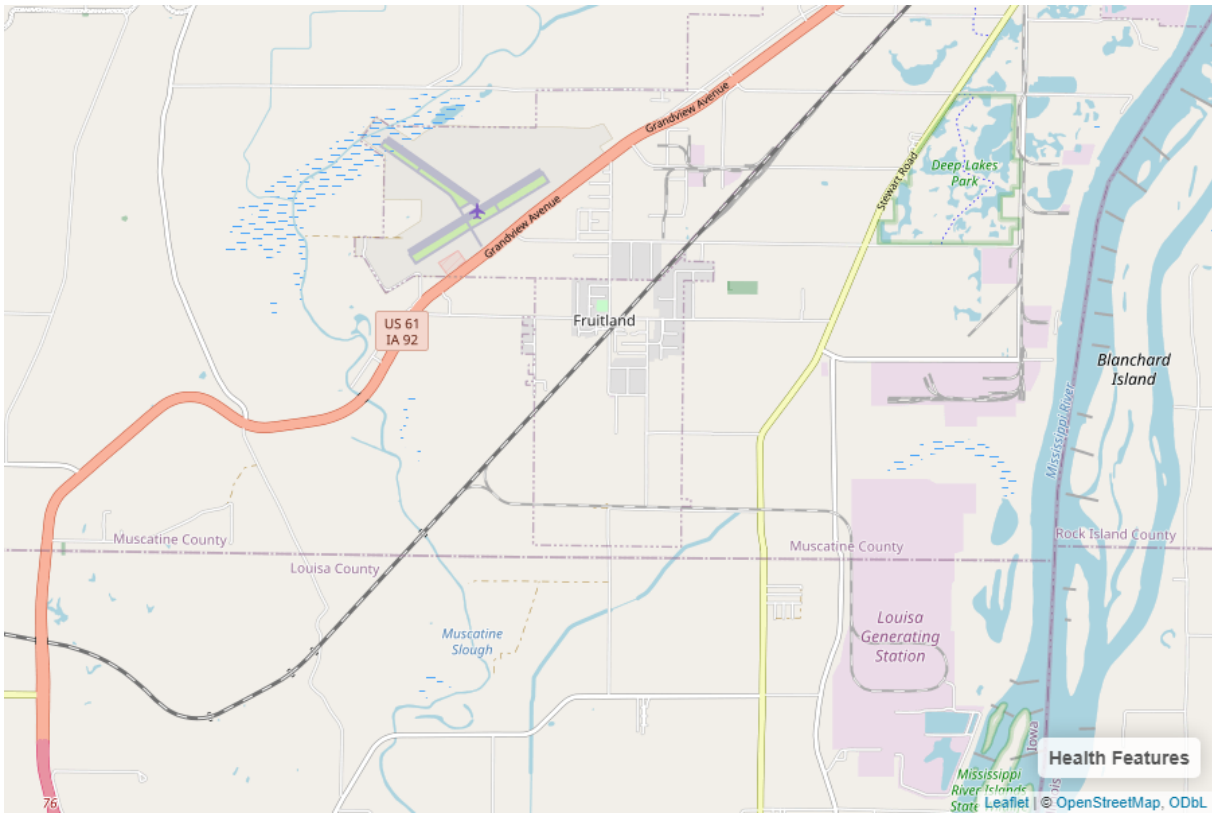 Grandview Avenue
Deep Lakes
Park
Stewart Road
Grandview Avenue
US 61
IA 92
Fruitland
Blanchard
Island
Mississippi River
Muscatine County
Louisa County
Muscatine County
Rock Island County
Louisa
Generating
Station
Muscatine
Slough
Iowa
Health Features
Mississippi
River Islands
76
Leaflet | © OpenStreetMap, ODbL